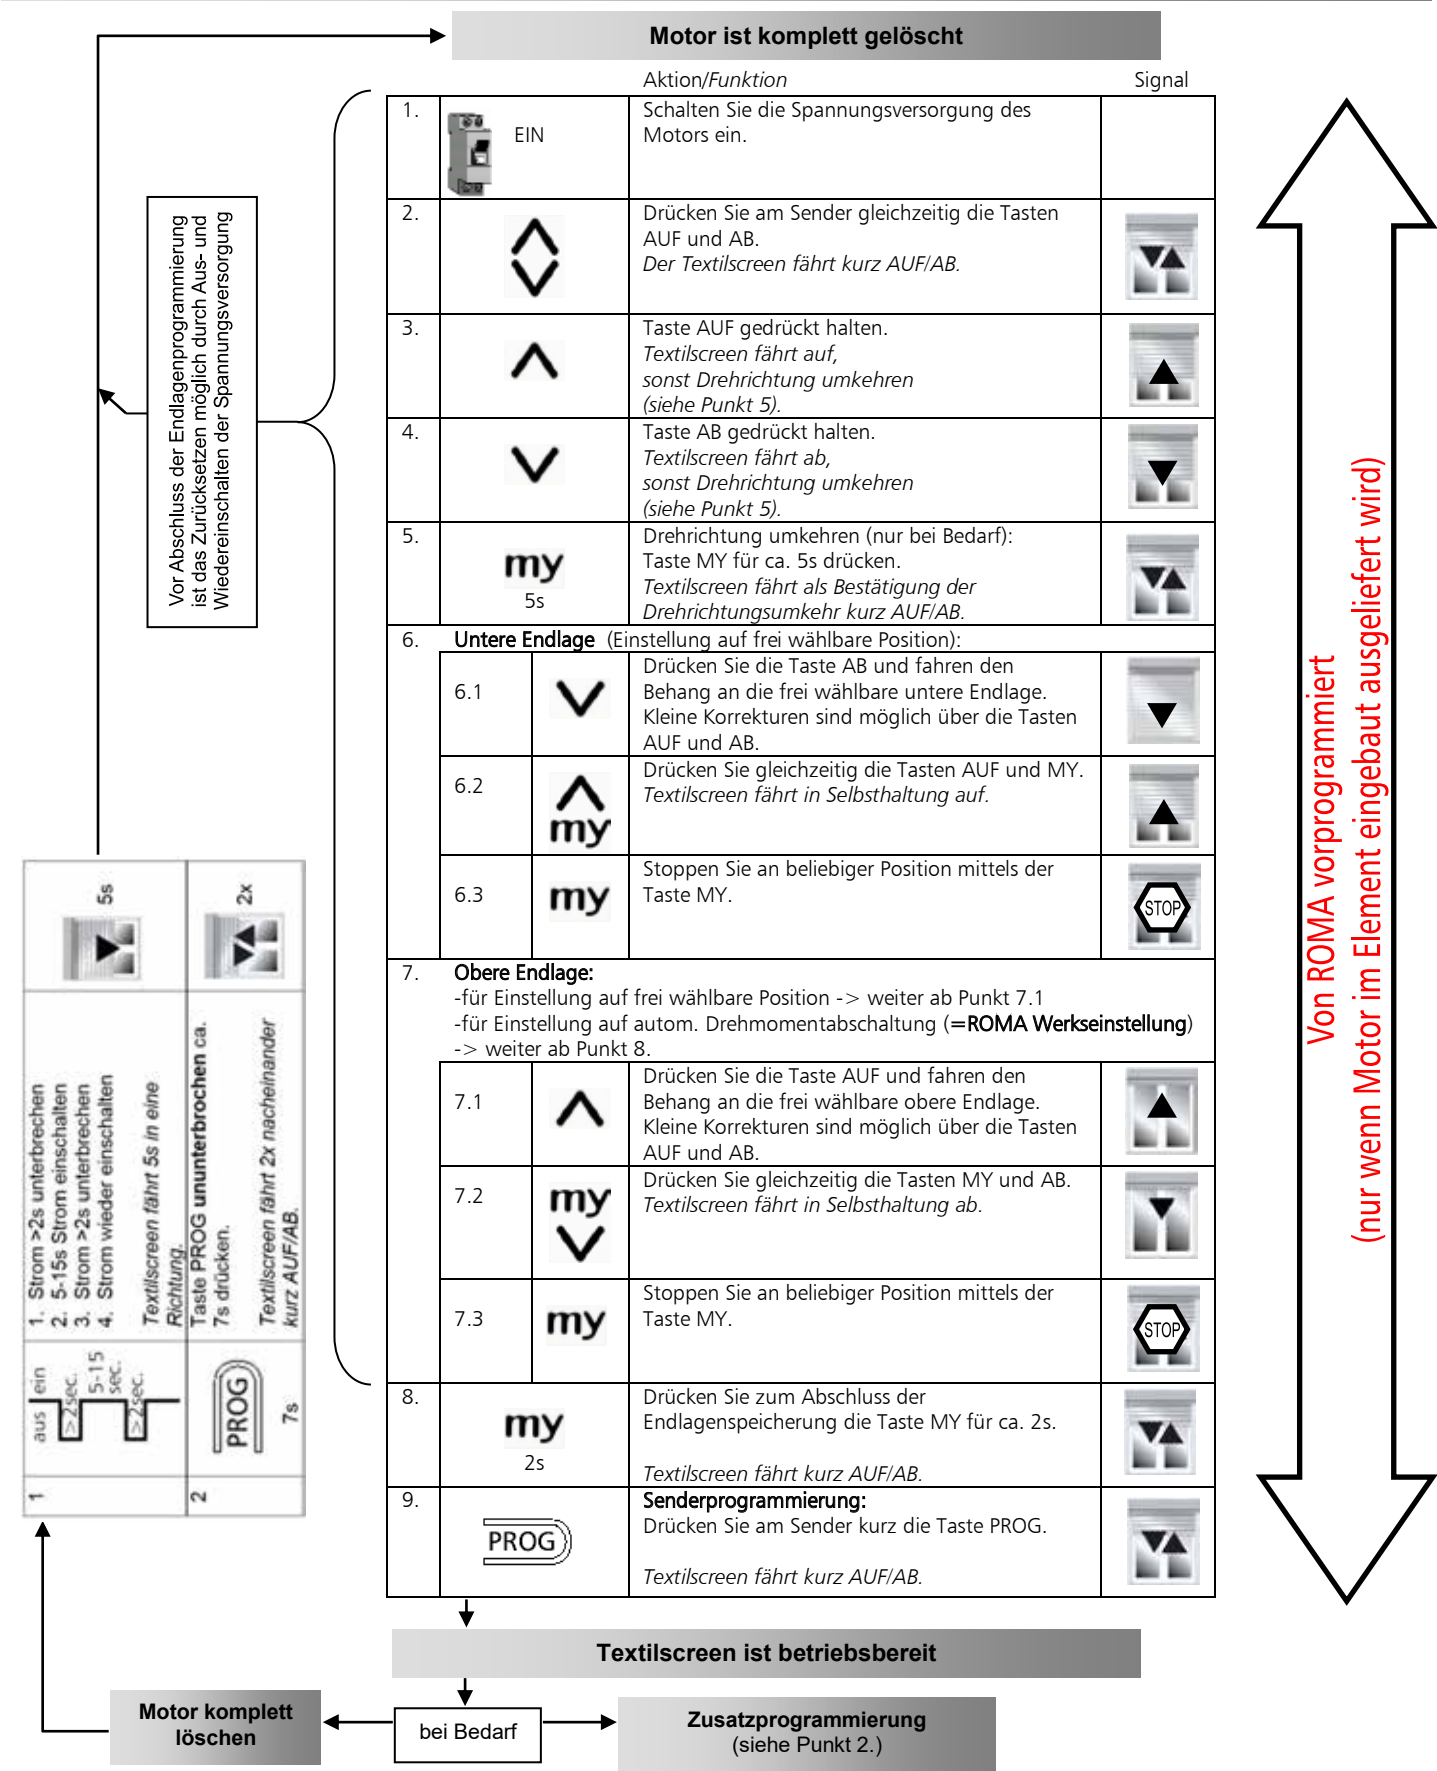 Motor ist komplett gelöscht
Aktion/Funktion
Signal
1.
EIN
Schalten Sie die Spannungsversorgung des
Motors ein.
2.
Drücken Sie am Sender gleichzeitig die Tasten
AUF und AB.
Der Textilscreen fährt kurz AUF/AB.
3.
Taste AUF gedrückt halten.
Textilscreen fährt auf,
sonst Drehrichtung umkehren
(siehe Punkt 5).
4.
Taste AB gedrückt halten.
Textilscreen fährt ab,
sonst Drehrichtung umkehren
(siehe Punkt 5).
5.
my
5s
Drehrichtung umkehren (nur bei Bedarf):
Taste MY für ca. 5s drücken.
Textilscreen fährt als Bestätigung der
Drehrichtungsumkehr kurz AUF/AB.
6.
Untere Endlage (Einstellung auf frei wählbare Position):
6.1
Drücken Sie die Taste AB und fahren den
Behang an die frei wählbare untere Endlage.
Kleine Korrekturen sind möglich über die Tasten
AUF und AB.
6.2
my
Drücken Sie gleichzeitig die Tasten AUF und MY.
Textilscreen fährt in Selbsthaltung auf.
6.3
my
Stoppen Sie an beliebiger Position mittels der
Taste MY.
STOP
7.
Obere Endlage:
-für Einstellung auf frei wählbare Position -> weiter ab Punkt 7.1
-für Einstellung auf autom. Drehmomentabschaltung (=ROMA Werkseinstellung)
-> weiter ab Punkt 8.
7.1
Drücken Sie die Taste AUF und fahren den
Behang an die frei wählbare obere Endlage.
Kleine Korrekturen sind möglich über die Tasten
AUF und AB.
7.2
my
Drücken Sie gleichzeitig die Tasten MY und AB.
Textilscreen fährt in Selbsthaltung ab.
7.3
my
Stoppen Sie an beliebiger Position mittels der
Taste MY.
STOP
8.
my
2s
Drücken Sie zum Abschluss der
Endlagenspeicherung die Taste MY für ca. 2s.
Textilscreen fährt kurz AUF/AB.
9.
PROG
Senderprogrammierung:
Drücken Sie am Sender kurz die Taste PROG.
Textilscreen fährt kurz AUF/AB.
Vor Abschluss der Endlagenprogrammierung
ist das Zurücksetzen möglich durch Aus- und
Wiedereinschalten der Spannungsversorgung
1
aus ein
>2sec.
5-15
sec.
>2sec.
1. Strom >2s unterbrechen
2. 5-15s Strom einschalten
3. Strom >2s unterbrechen
4. Strom wieder einschalten
Textilscreen fährt 5s in eine
Richtung.
5s
2
PROG
7s
Taste PROG ununterbrochen ca.
7s drücken.
Textilscreen fährt 2x nacheinander
kurz AUF/AB.
2x
Von ROMA vorprogrammiert
(nur wenn Motor im Element eingebaut ausgeliefert wird)
Textilscreen ist betriebsbereit
Motor komplett
löschen
bei Bedarf
Zusatzprogrammierung
(siehe Punkt 2.)